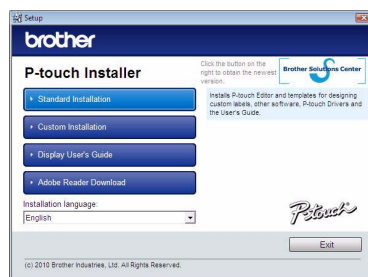 Setup
brother
P-touch Installer
Click the button on the
right to obtain the newest
version.
Brother Solutions Center
Standard Installation
Installs P-touch Editor and templates for designing
custom labels, other software, P-touch Drivers and
the User's Guide.
Custom Installation
Display User's Guide
Adobe Reader Download
Installation language:
English
P-touch
Exit
(c) 2010 Brother Industries, Ltd. All Rights Reserved.